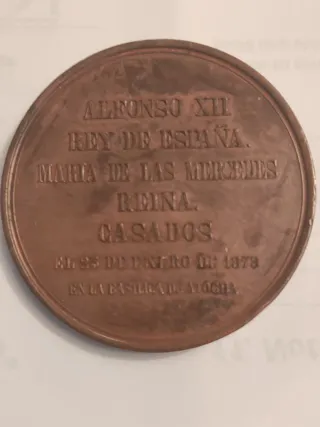 ALFONSO XII
REY DE ESPAÑA.
MARIA DE LAS MERCEDES
REINA.
CASADOS
EL 23 DE ENERO DE 1878
EN LA BASILICA DE ATOCHA.